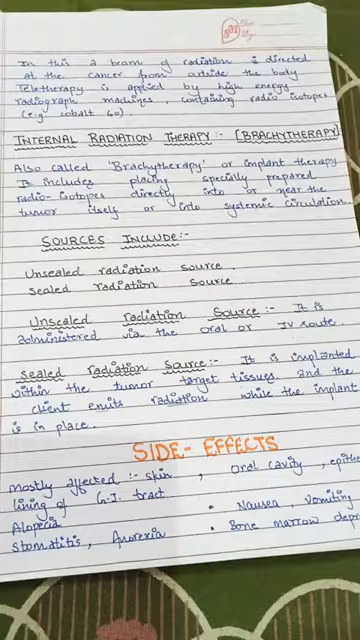 In this a beam of radiation is directed
at the cancer from outside the body
Teletherapy is applied by high energy
radiograph machines, containing radio isotopes
(e.g. cobalt 60).
INTERNAL RADIATION THERAPY:- [BRACHYTHERAPY]
Also called 'Brachytherapy' or implant therapy
It includes placing specially prepared
radio-isotopes directly into or near the
tumor itself or into systemic circulation
SOURCES INCLUDE:-
Unsealed radiation source.
Sealed radiation Source.
Unsealed radiation Source:- It is
administered via the oral or IV route.
Sealed radiation Source:- It is implanted
within the tumor target tissues and the
client emits radiation while the implant
is in place.
SIDE-EFFECTS
Mostly affected :- skin, Oral cavity, epithe
lining of G.I. tract
Alopecia • Nausea, vomiting
Stomatitis, Anorexia • Bone marrow depr